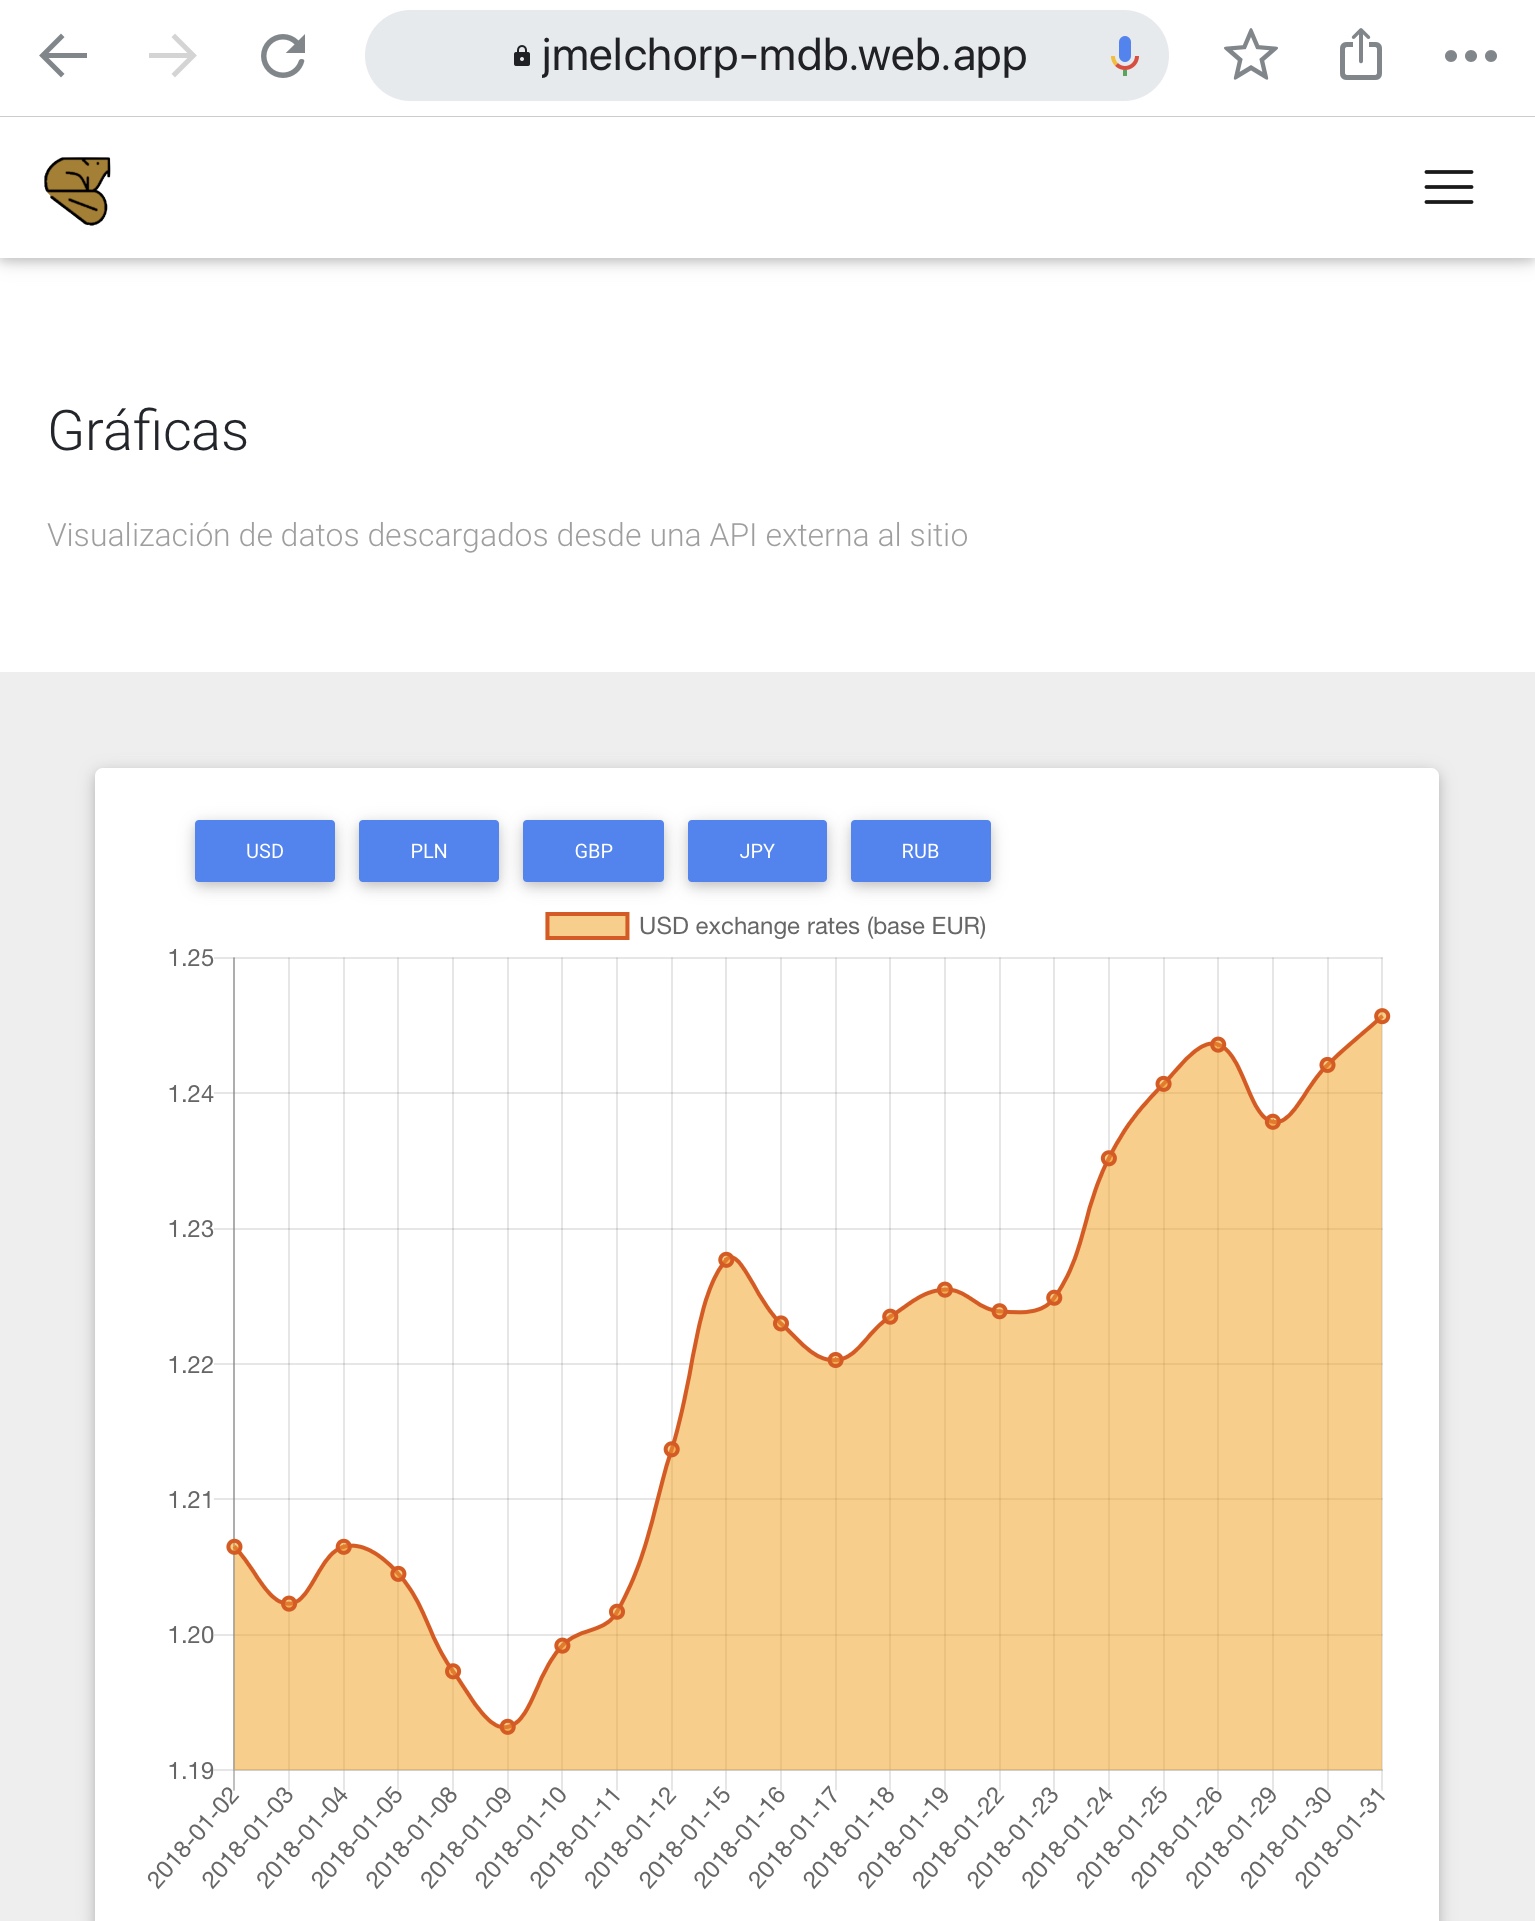 jmelchorp-mdb.web.app
Gráficas
Visualización de datos descargados desde una API externa al sitio
USD PLN GBP JPY RUB
USD exchange rates (base EUR)
1.25
1.24
1.23
1.22
1.21
1.20
1.19
2018-01-02 2018-01-03 2018-01-04 2018-01-05 2018-01-08 2018-01-09 2018-01-10 2018-01-11 2018-01-12 2018-01-15 2018-01-16 2018-01-17 2018-01-18 2018-01-19 2018-01-22 2018-01-23 2018-01-24 2018-01-25 2018-01-26 2018-01-29 2018-01-30 2018-01-31